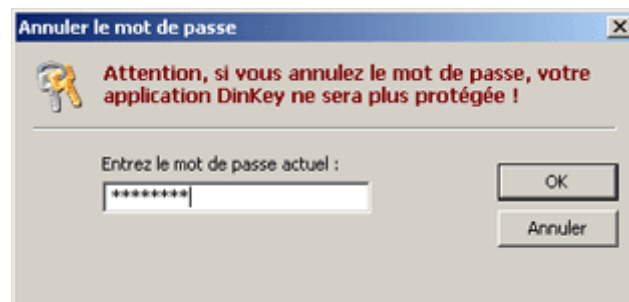 Annuler le mot de passe
Attention, si vous annulez le mot de passe, votre
application DinKey ne sera plus protégée !
Entrez le mot de passe actuel :
********
OK
Annuler